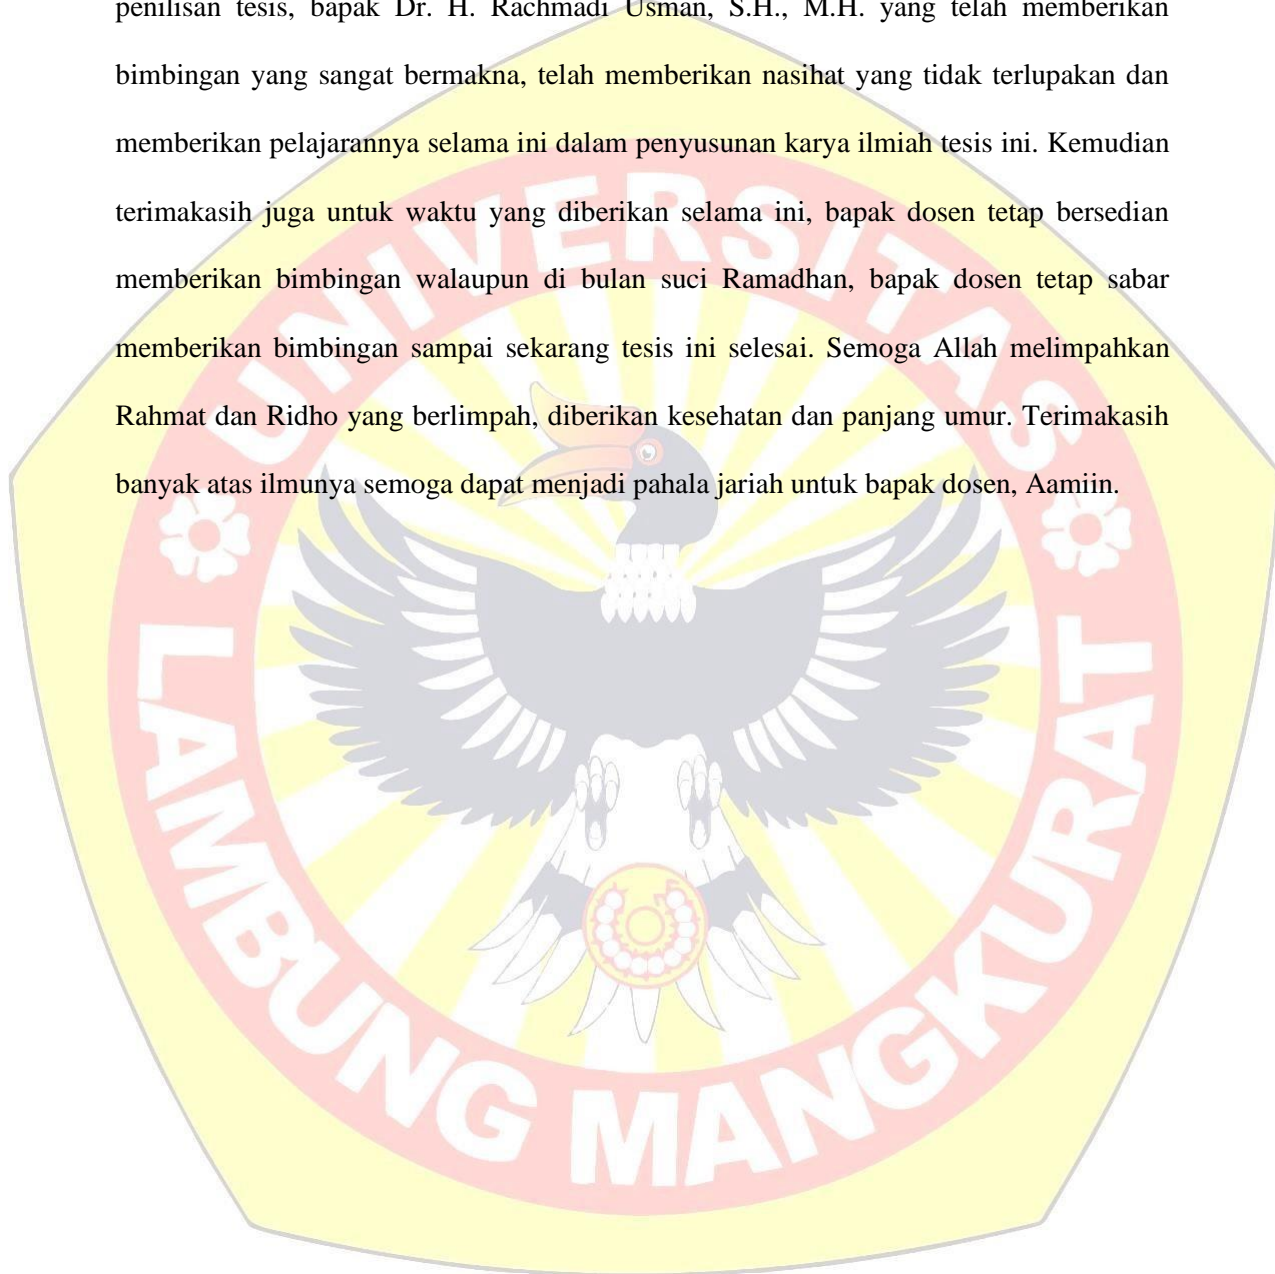 penilisan tesis, bapak Dr. H. Rachmadi Usman, S.H., M.H. yang telah memberikan
bimbingan yang sangat bermakna, telah memberikan nasihat yang tidak terlupakan dan
memberikan pelajarannya selama ini dalam penyusunan karya ilmiah tesis ini. Kemudian
terimakasih juga untuk waktu yang diberikan selama ini, bapak dosen tetap bersedian
memberikan bimbingan walaupun di bulan suci Ramadhan, bapak dosen tetap sabar
memberikan bimbingan sampai sekarang tesis ini selesai. Semoga Allah melimpahkan
Rahmat dan Ridho yang berlimpah, diberikan kesehatan dan panjang umur. Terimakasih
banyak atas ilmunya semoga dapat menjadi pahala jariah untuk bapak dosen, Aamiin.
UNIVERSITAS
LAMBUNG MANGKURAT